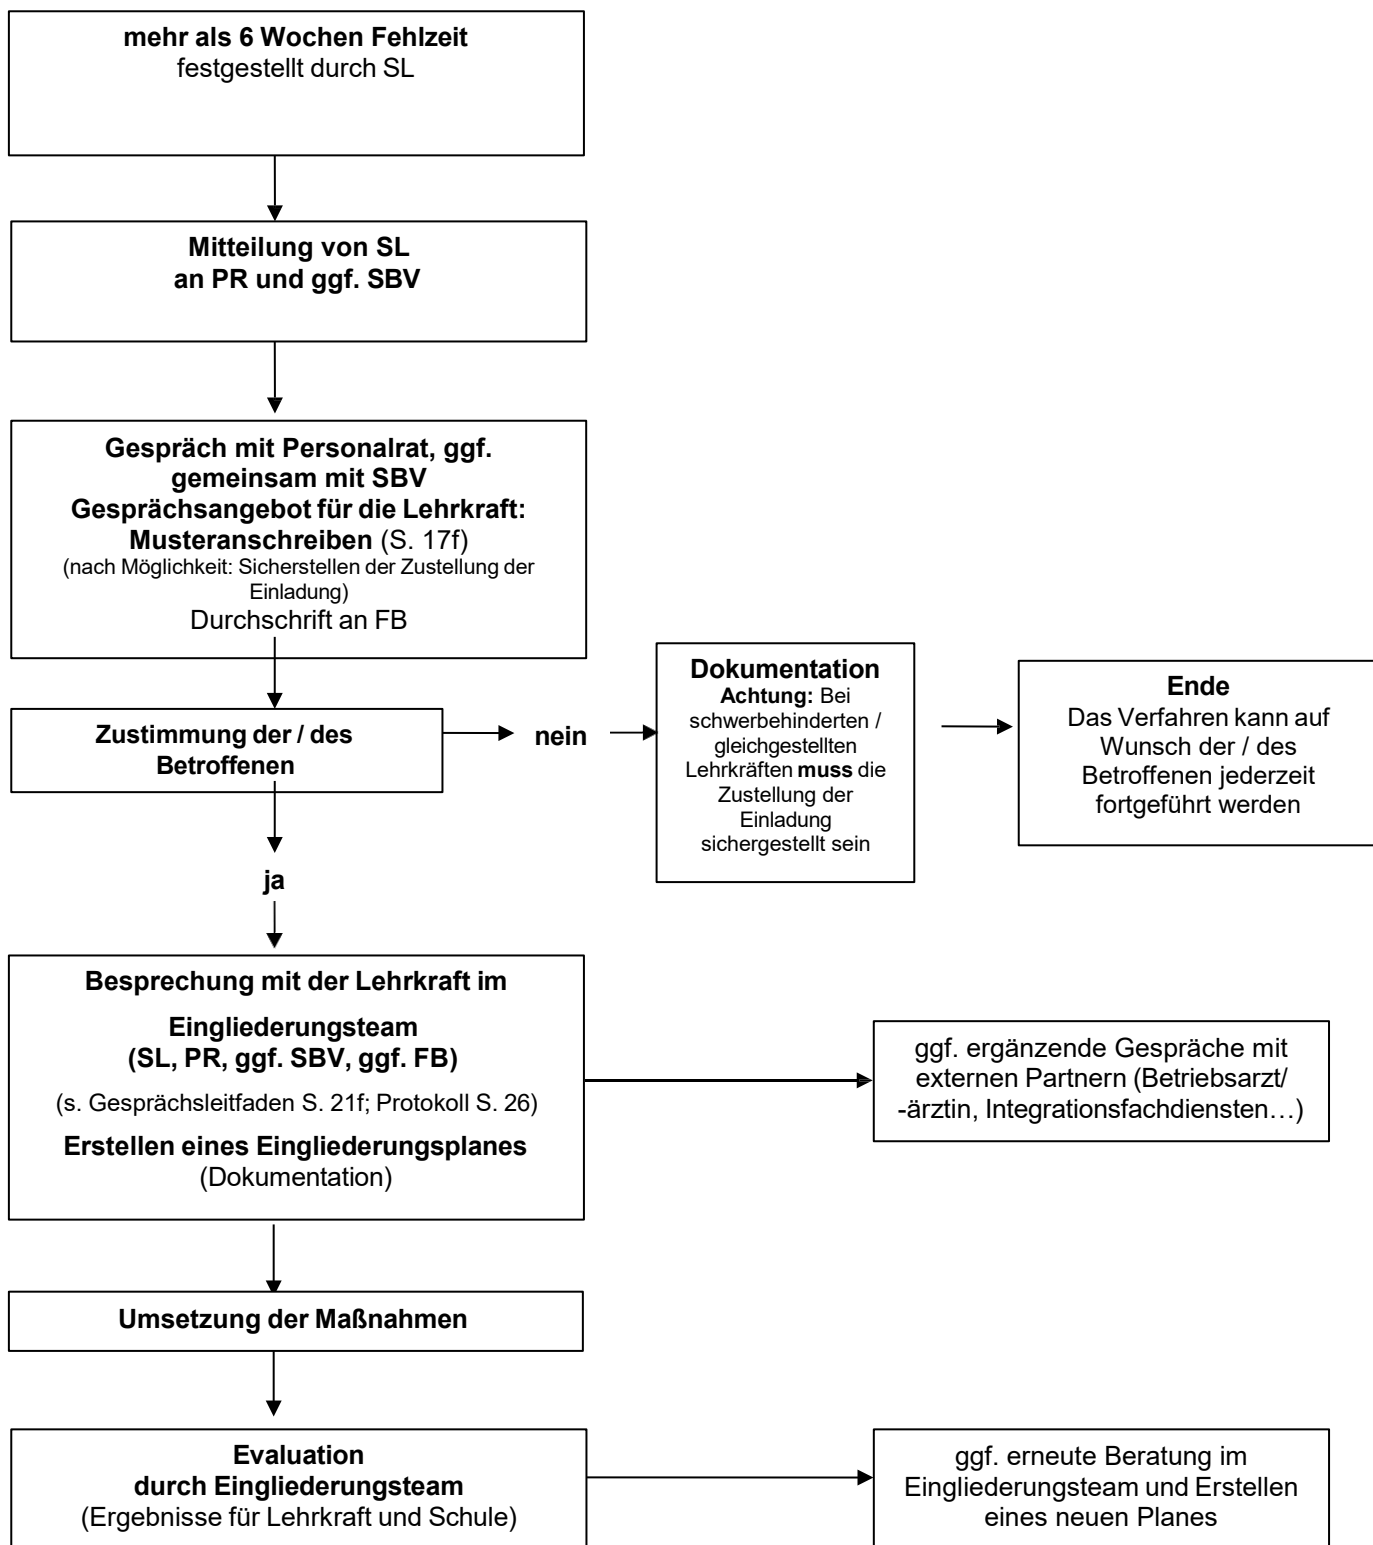 mehr als 6 Wochen Fehlzeit
festgestellt durch SL
Mitteilung von SL
an PR und ggf. SBV
Gespräch mit Personalrat, ggf.
gemeinsam mit SBV
Gesprächsangebot für die Lehrkraft:
Musteranschreiben (S. 17f)
(nach Möglichkeit: Sicherstellen der Zustellung der
Einladung)
Durchschrift an FB
Zustimmung der / des
Betroffenen
nein
Dokumentation
Achtung: Bei
schwerbehinderten /
gleichgestellten
Lehrkräften muss die
Zustellung der
Einladung
sichergestellt sein
Ende
Das Verfahren kann auf
Wunsch der / des
Betroffenen jederzeit
fortgeführt werden
ja
Besprechung mit der Lehrkraft im
Eingliederungsteam
(SL, PR, ggf. SBV, ggf. FB)
(s. Gesprächsleitfaden S. 21f; Protokoll S. 26)
Erstellen eines Eingliederungsplanes
(Dokumentation)
ggf. ergänzende Gespräche mit
externen Partnern (Betriebsarzt/
-ärztin, Integrationsfachdiensten…)
Umsetzung der Maßnahmen
Evaluation
durch Eingliederungsteam
(Ergebnisse für Lehrkraft und Schule)
ggf. erneute Beratung im
Eingliederungsteam und Erstellen
eines neuen Planes